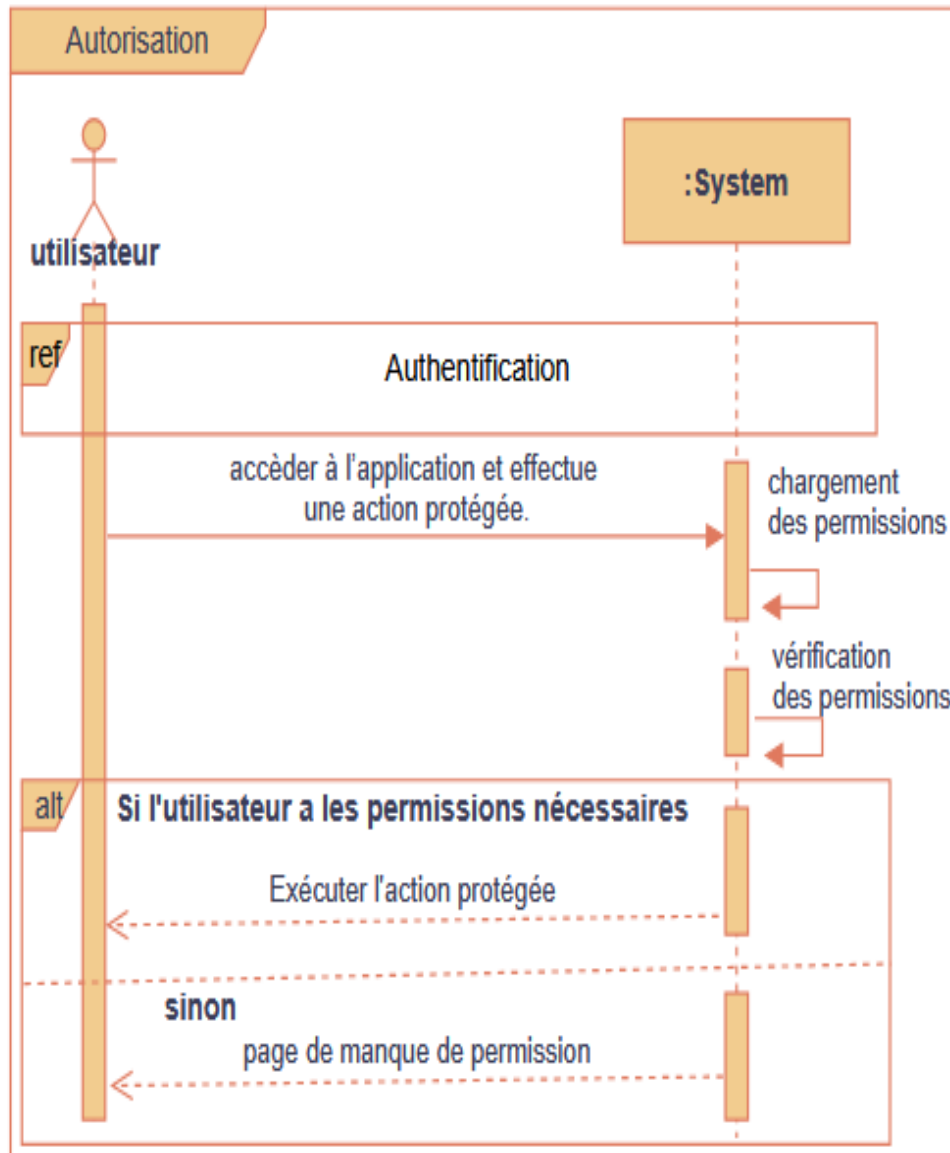 Autorisation
:System
utilisateur
ref
Authentification
accèder à l'application et effectue
une action protégée.
chargement
des permissions
vérification
des permissions
alt
Si l'utilisateur a les permissions nécessaires
Exécuter l'action protégée
sinon
page de manque de permission